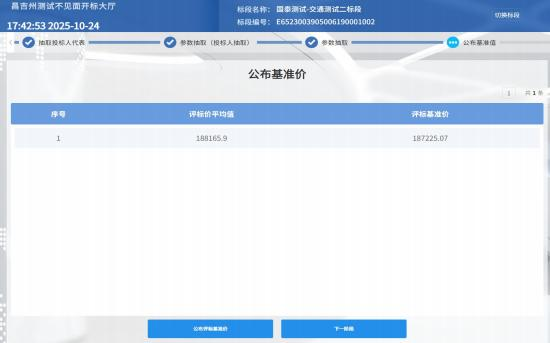 昌吉州测试不见面开标大厅
17:42:53 2025-10-24
标段名称： 国泰测试-交通测试二标段
标段编号： E6523003905006190001002
切换标段
抽取投标人代表
参数抽取（投标人抽取）
参数抽取
公布基准值
公布基准价
1 共 1 条
序号 评标价平均值 评标基准价
1 188165.9 187225.07
公布评标基准价
下一阶段